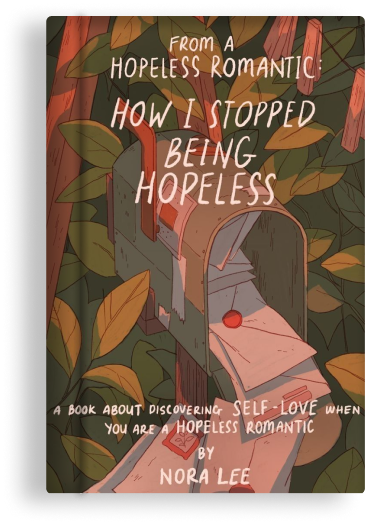 FROM A
HOPELESS ROMANTIC:
HOW I STOPPED
BEING
HOPELESS
A BOOK ABOUT DISCOVERING SELF-LOVE WHEN
YOU ARE A HOPELESS ROMANTIC
BY
NORA LEE